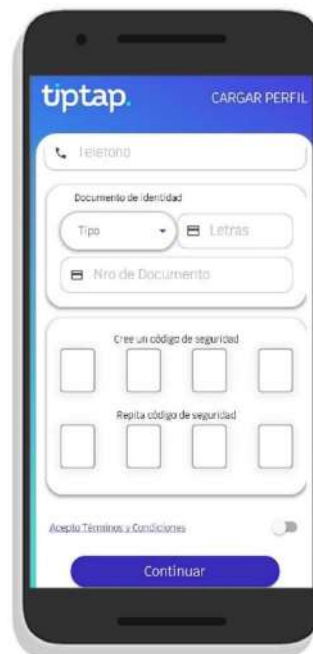 tiptap.
CARGAR PERFIL
Teléfono
Documento de identidad
Tipo
Letras
Nro de Documento
Cree un código de seguridad
Repita código de seguridad
Acepto Términos y Condiciones
Continuar